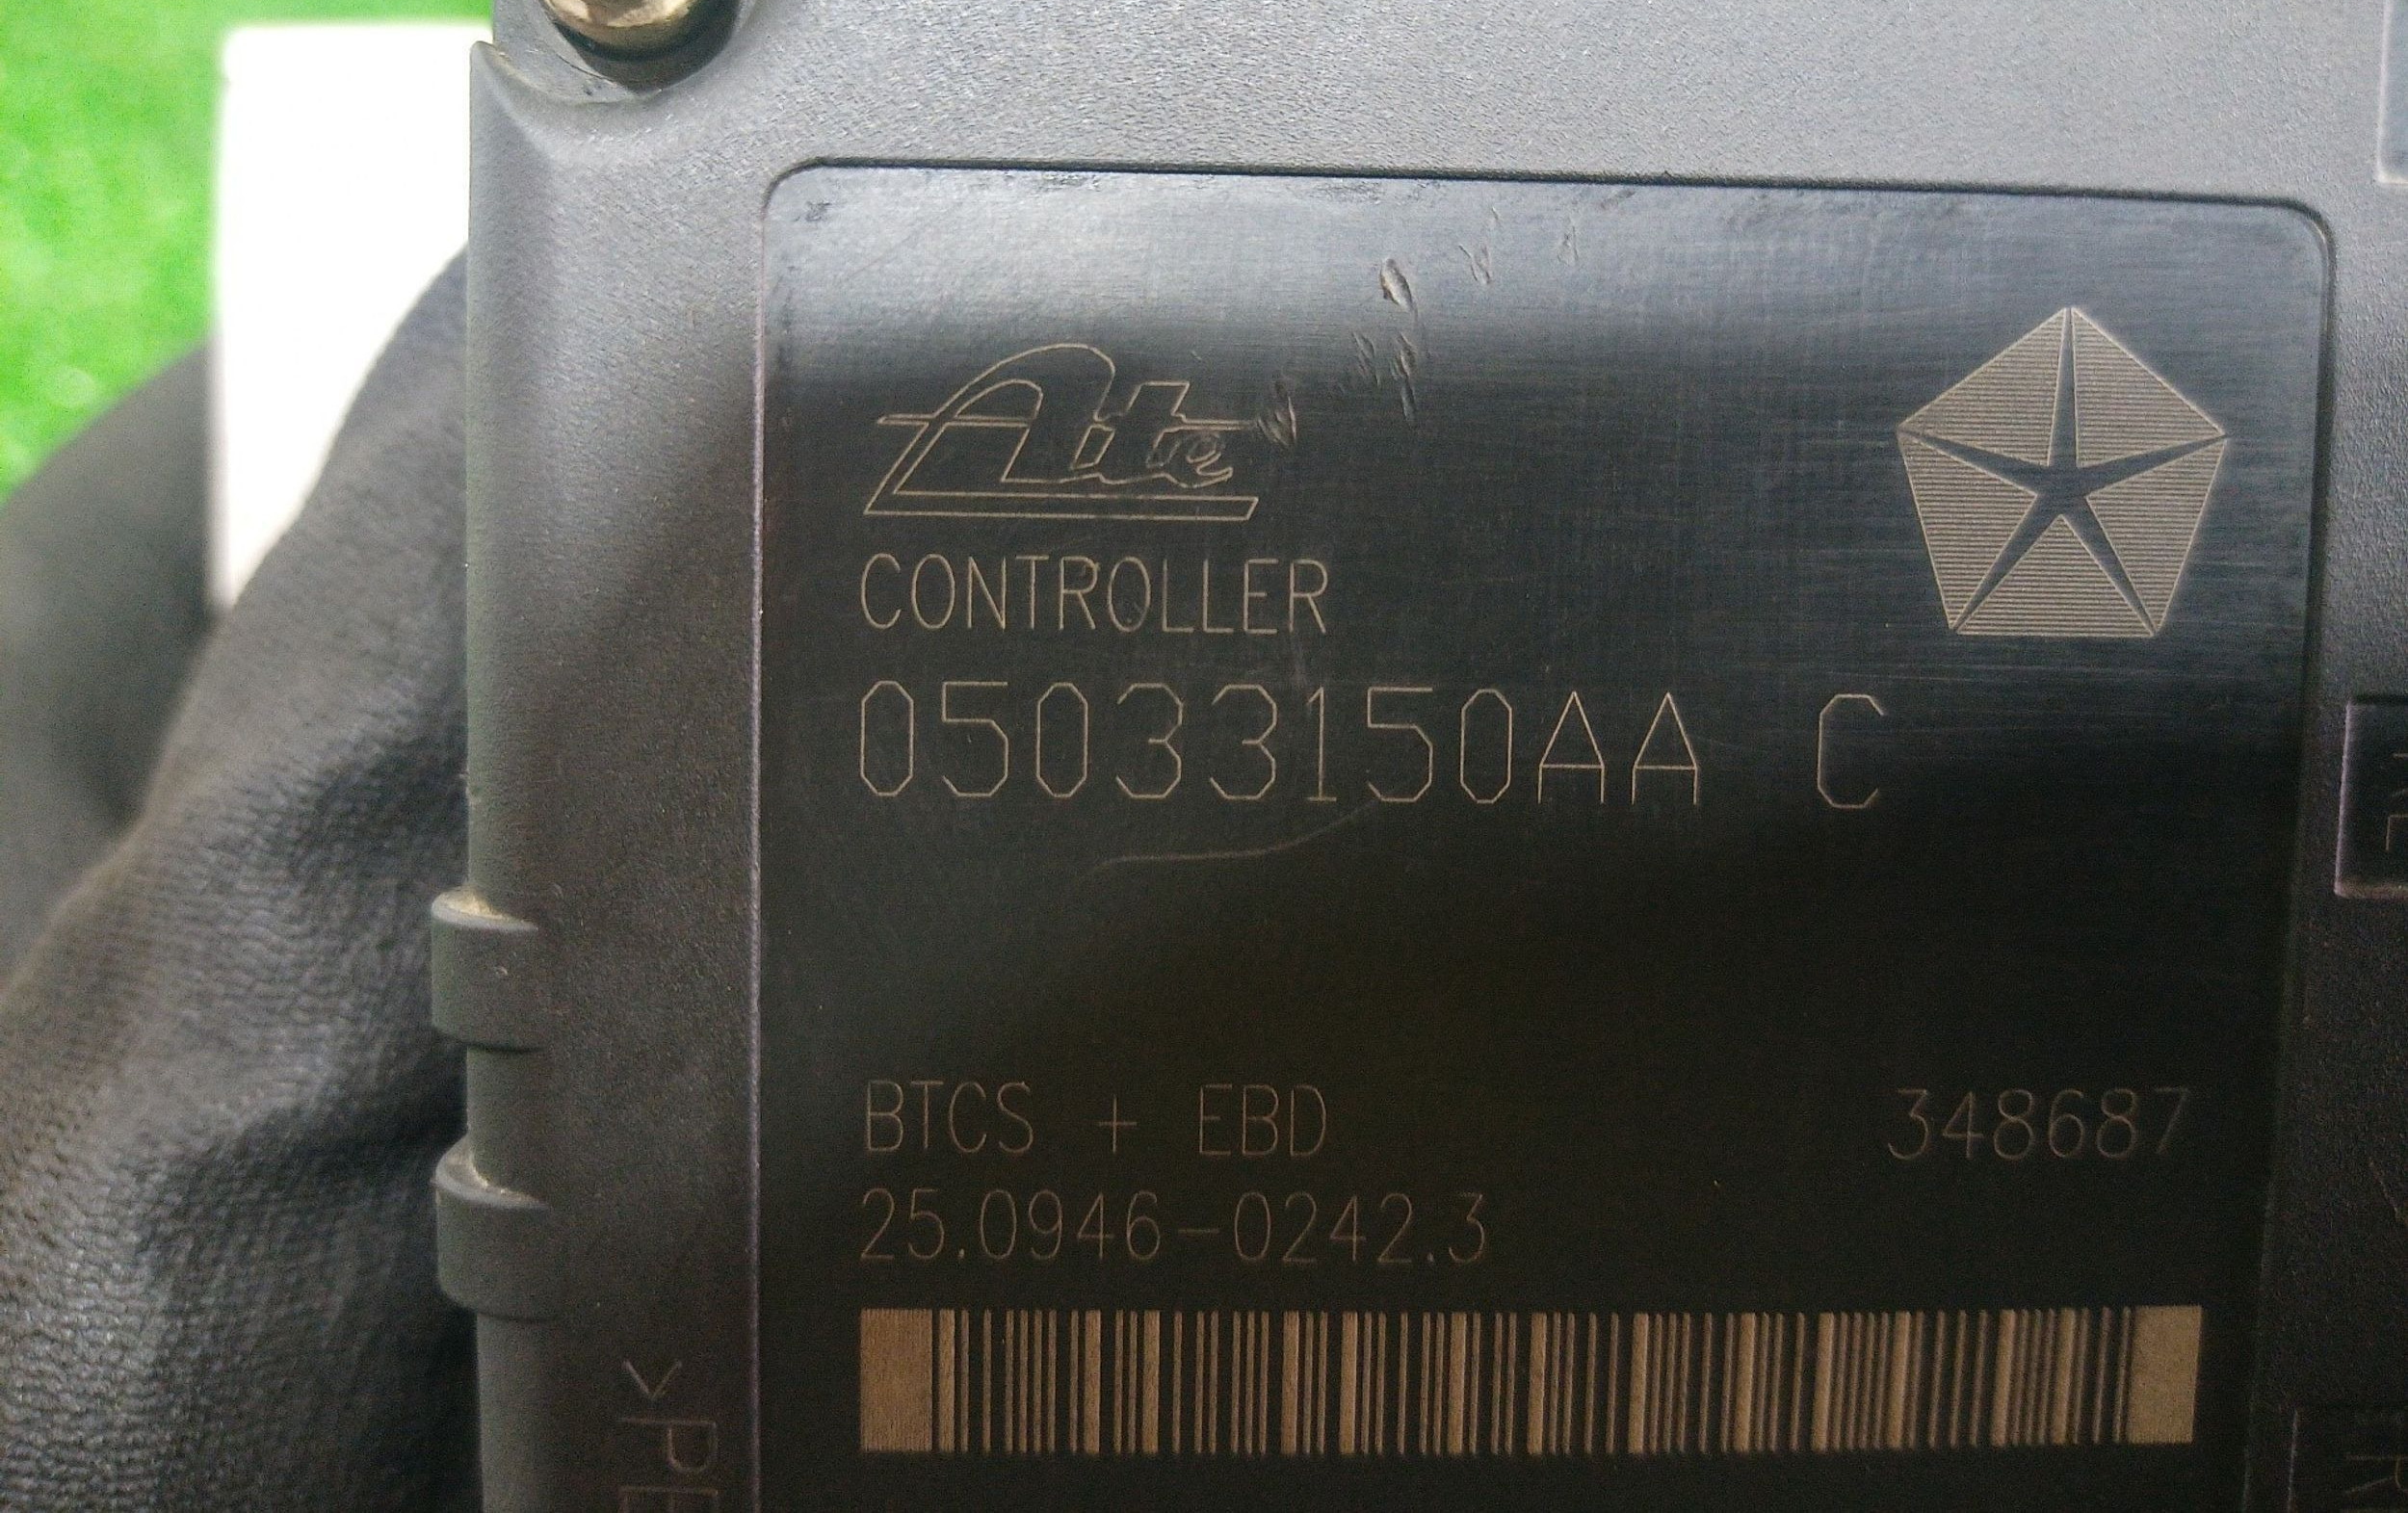 Ate
CONTROLLER
05033150AA C
BTCS + EBD 348687
25.0946-0242.3